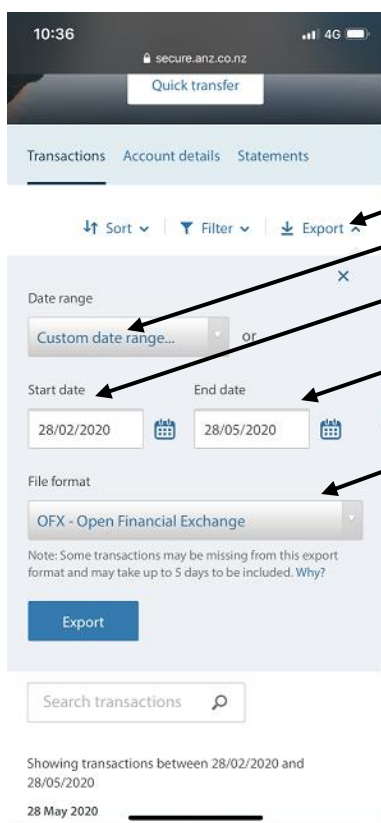 10:36
4G
secure.anz.co.nz
Quick transfer
Transactions Account details Statements
Sort Filter Export
Date range
Custom date range... or
Start date End date
28/02/2020 28/05/2020
File format
OFX - Open Financial Exchange
Note: Some transactions may be missing from this export
format and may take up to 5 days to be included. Why?
Export
Search transactions
Showing transactions between 28/02/2020 and
28/05/2020
28 May 2020